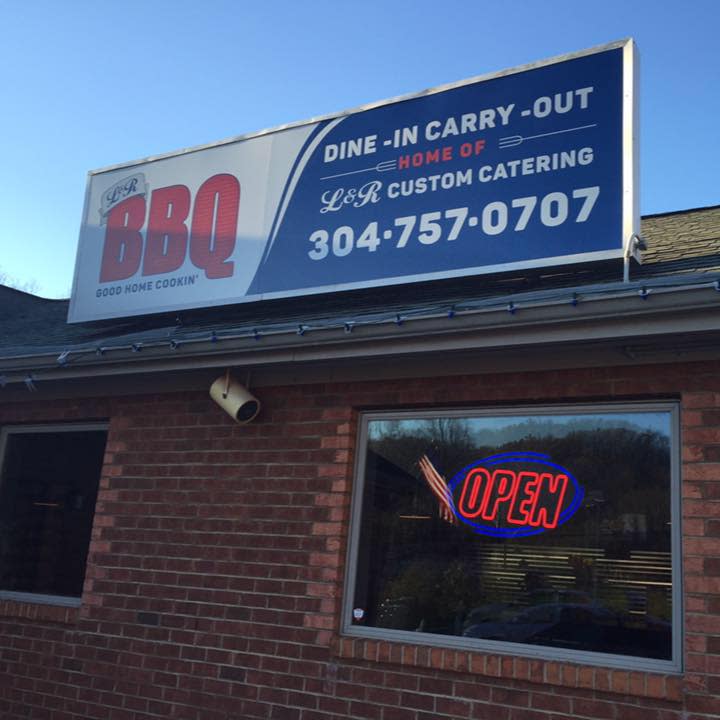 L&R
BBQ
GOOD HOME COOKIN'
DINE -IN CARRY -OUT
HOME OF
L&R CUSTOM CATERING
304·757·0707
OPEN